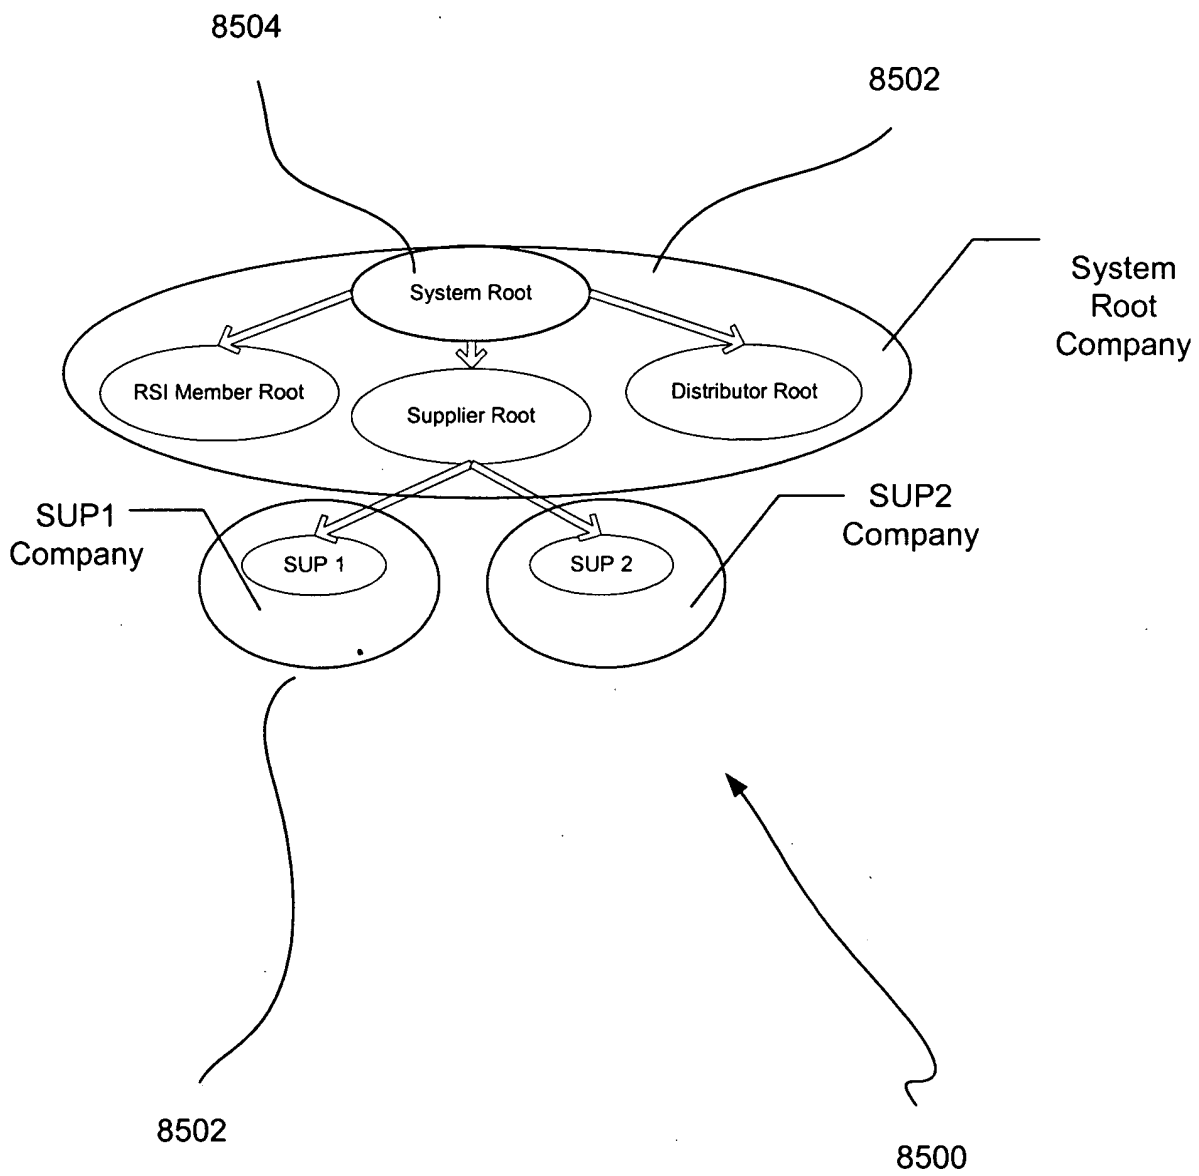 8504
8502
System
Root
Company
System Root
RSI Member Root
Supplier Root
Distributor Root
SUP1
Company
SUP2
Company
SUP 1
SUP 2
8502
8500